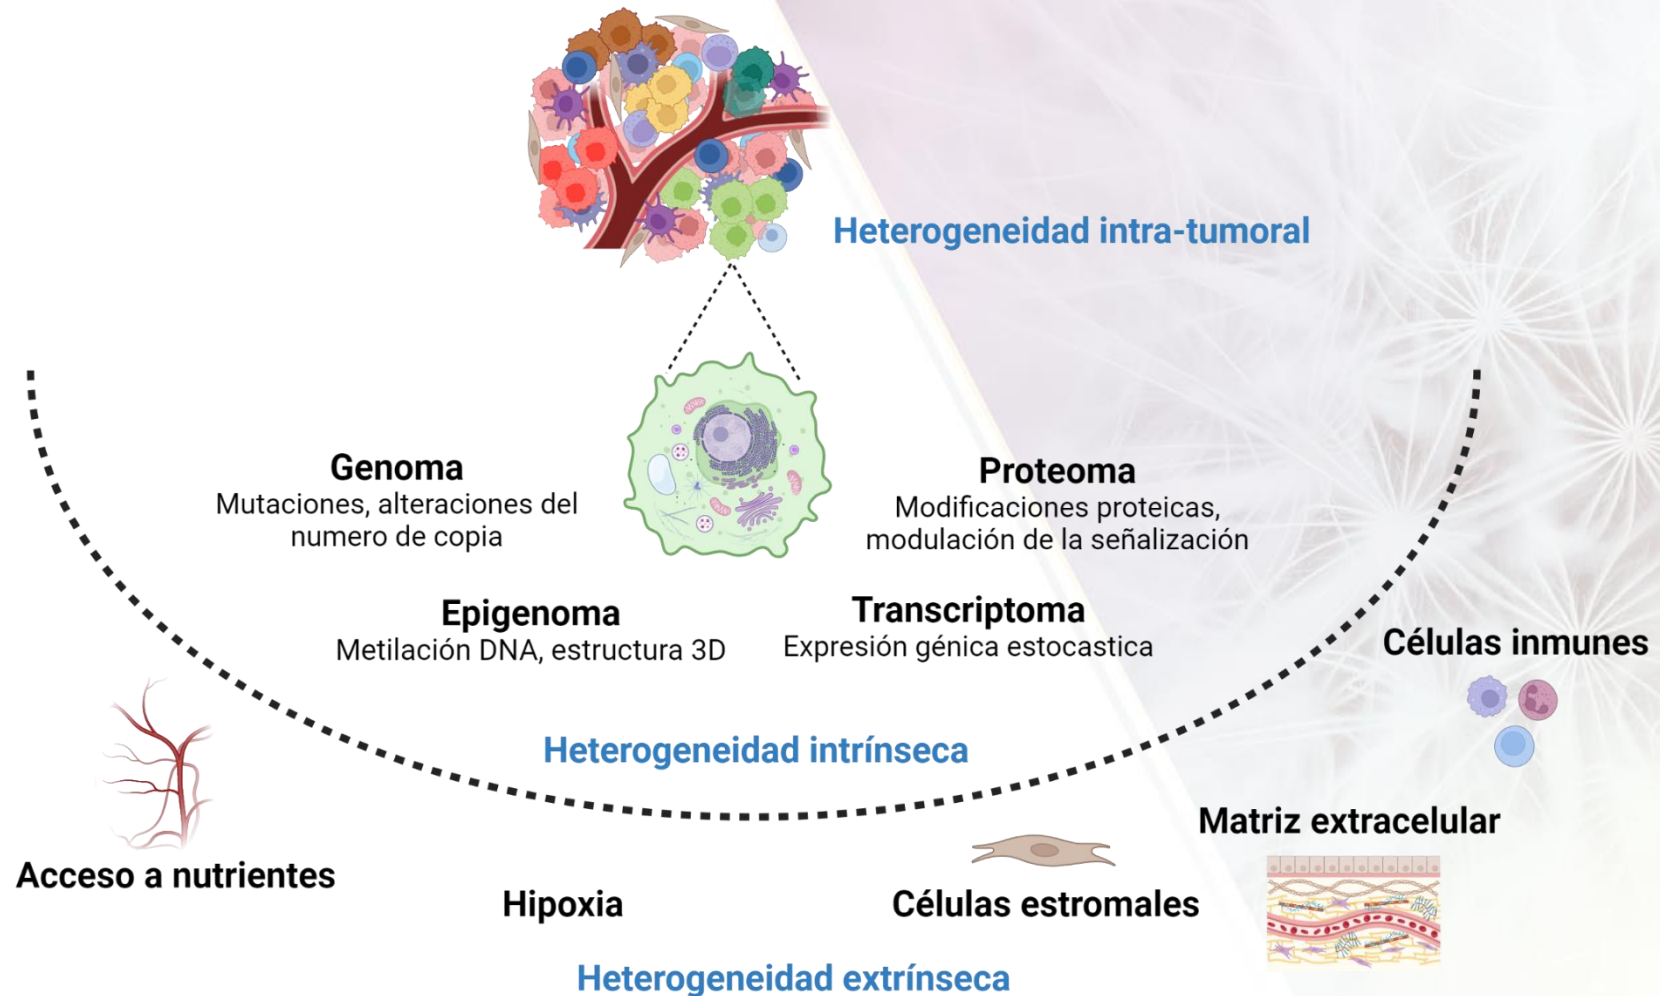 Heterogeneidad intra-tumoral
Genoma
Mutaciones, alteraciones del
numero de copia
Proteoma
Modificaciones proteicas,
modulación de la señalización
Epigenoma
Metilación DNA, estructura 3D
Transcriptoma
Expresión génica estocastica
Células inmunes
Heterogeneidad intrínseca
Matriz extracelular
Acceso a nutrientes
Hipoxia
Células estromales
Heterogeneidad extrínseca